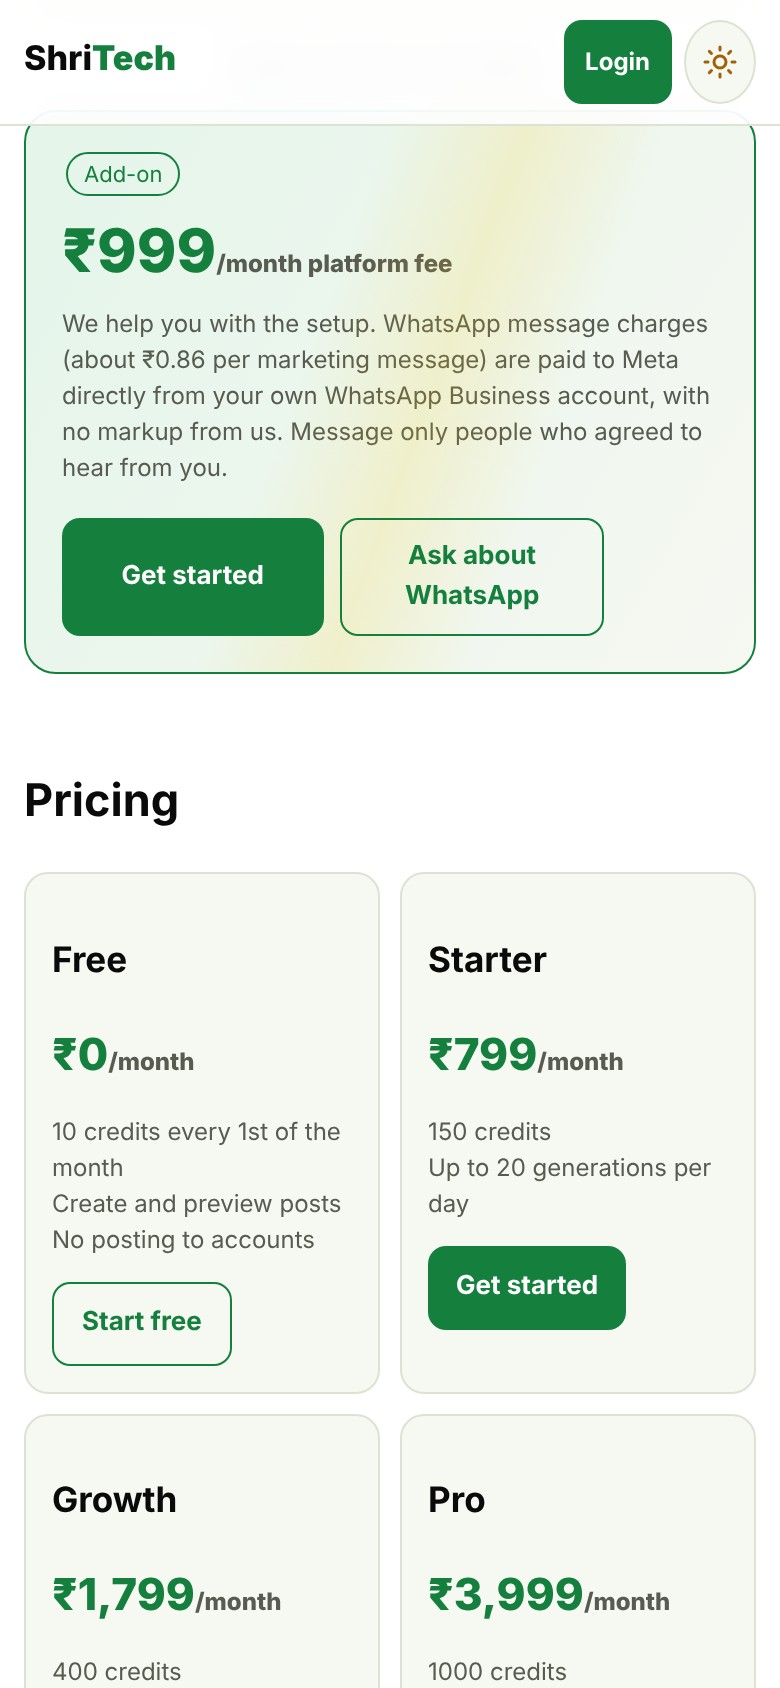 ShriTech
Login
Add-on
₹999/month platform fee
We help you with the setup. WhatsApp message charges
(about ₹0.86 per marketing message) are paid to Meta
directly from your own WhatsApp Business account, with
no markup from us. Message only people who agreed to
hear from you.
Get started
Ask about
WhatsApp
Pricing
Free
₹0/month
10 credits every 1st of the
month
Create and preview posts
No posting to accounts
Start free
Starter
₹799/month
150 credits
Up to 20 generations per
day
Get started
Growth
₹1,799/month
400 credits
Pro
₹3,999/month
1000 credits